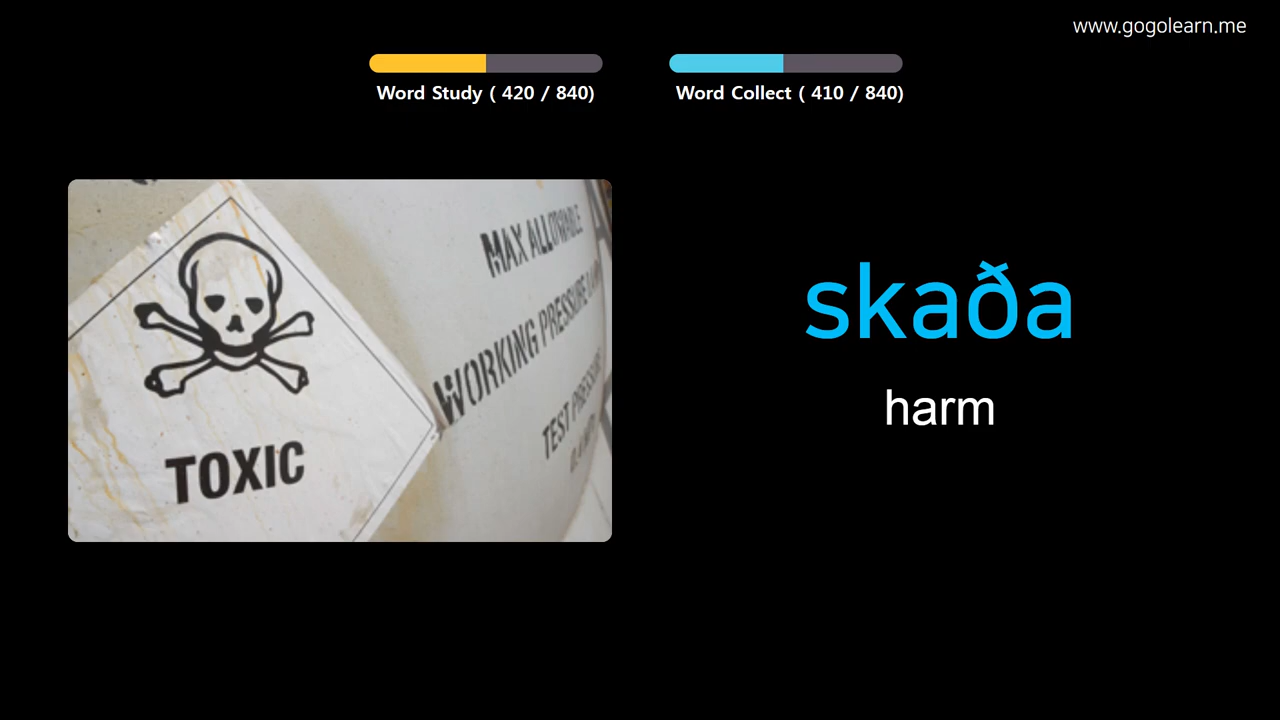 www.gogolearn.me
Word Study ( 420 / 840)
Word Collect ( 410 / 840)
MAX ALLOWABLE
WORKING PRESSURE
TEST PRESSURE
TOXIC
skaða
harm